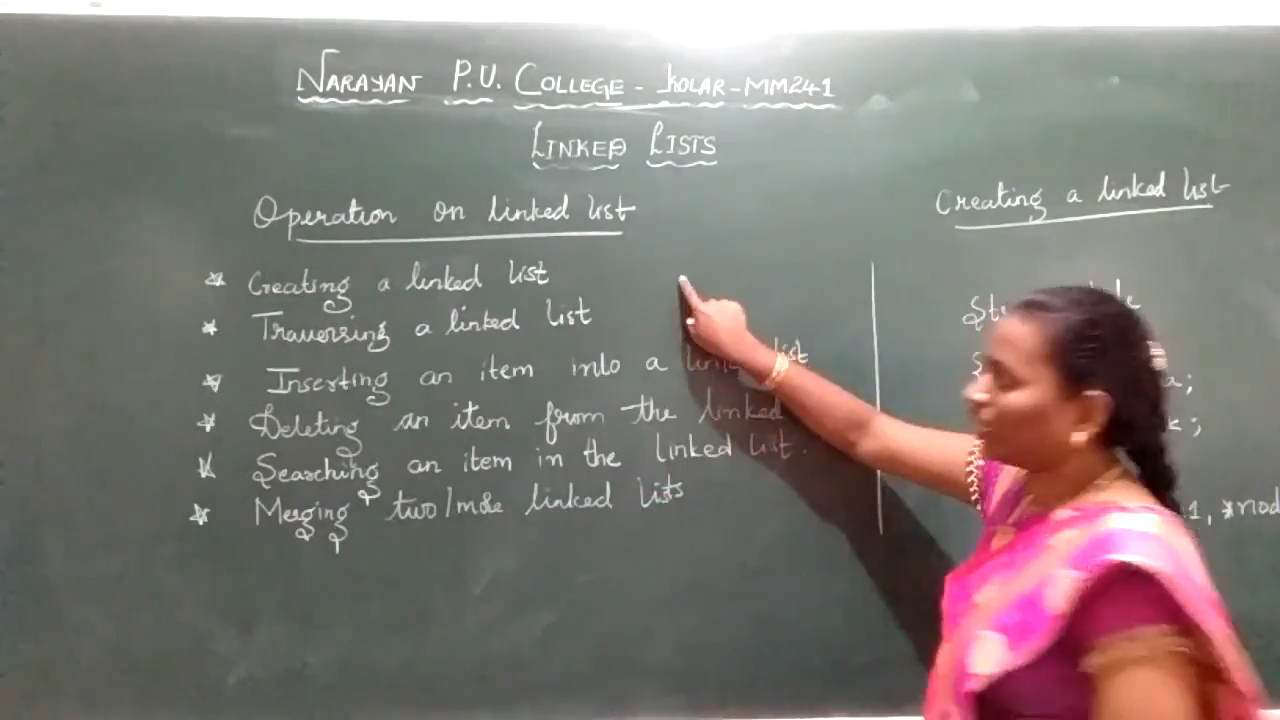 NARAYAN P.U. COLLEGE - KOLAR - MM241
LINKED LISTS
Operation on linked list
* Creating a linked list
* Traversing a linked list
* Inserting an item into a linked list
* Deleting an item from the linked
* Searching an item in the linked list.
* Merging two/more linked lists
Creating a linked list
a;
k;
1, *nod